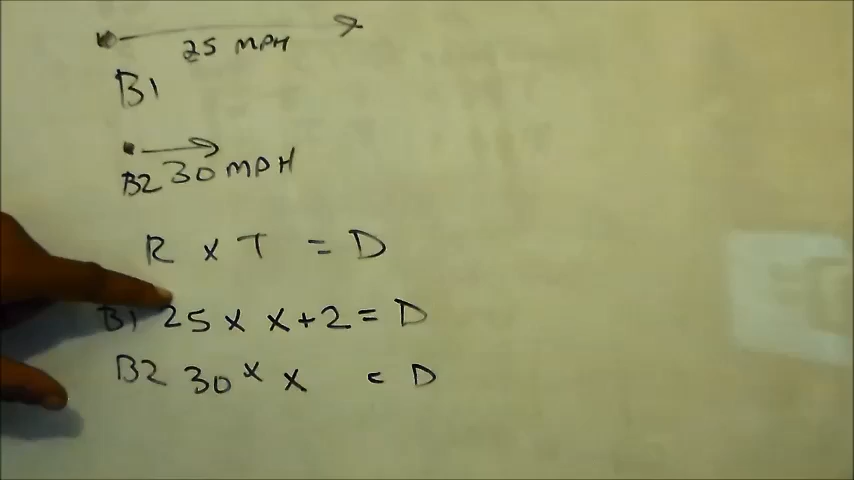 25 MPH
B1
B2 30 MPH
R x T = D
B1 25 x x+2 = D
B2 30 x x = D